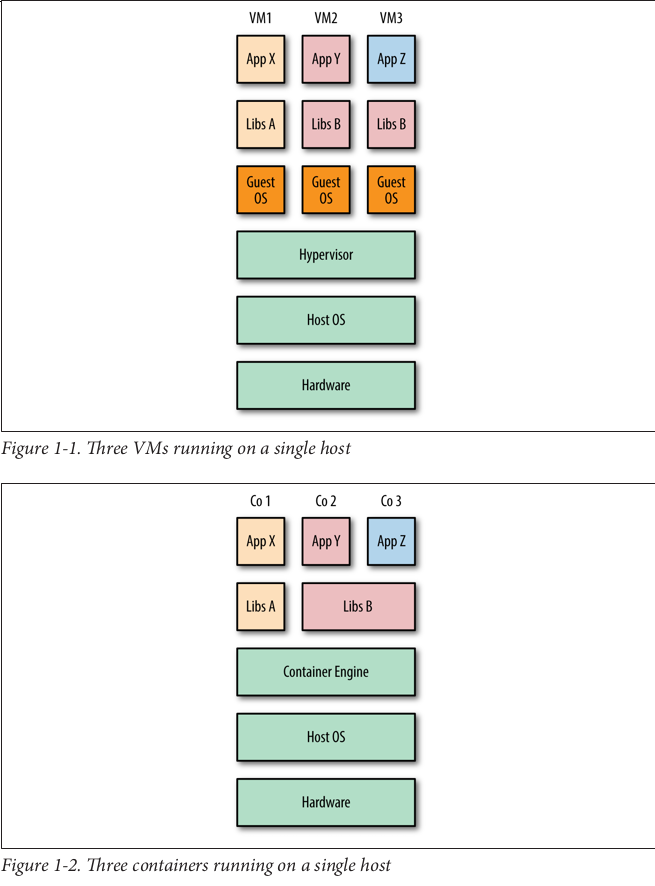 VM1 VM2 VM3
App X App Y App Z
Libs A Libs B Libs B
Guest OS Guest OS Guest OS
Hypervisor
Host OS
Hardware
Figure 1-1. Three VMs running on a single host
Co 1 Co 2 Co 3
App X App Y App Z
Libs A Libs B
Container Engine
Host OS
Hardware
Figure 1-2. Three containers running on a single host